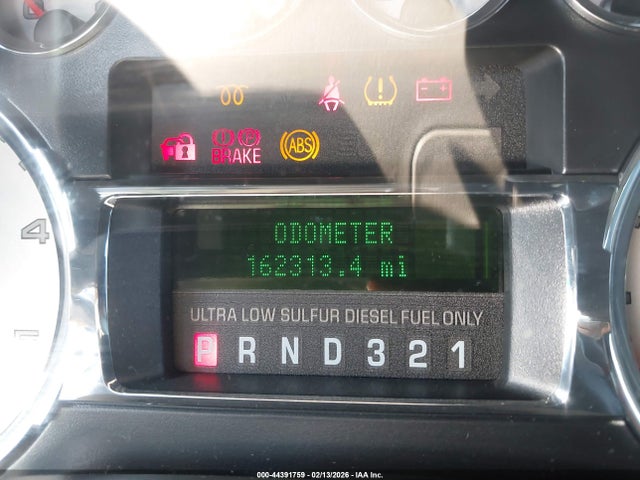 BRAKE
ABS
4
ODOMETER
162313.4 mi
ULTRA LOW SULFUR DIESEL FUEL ONLY
P R N D 3 2 1
000-44391759 - 02/13/2026 - IAA Inc.